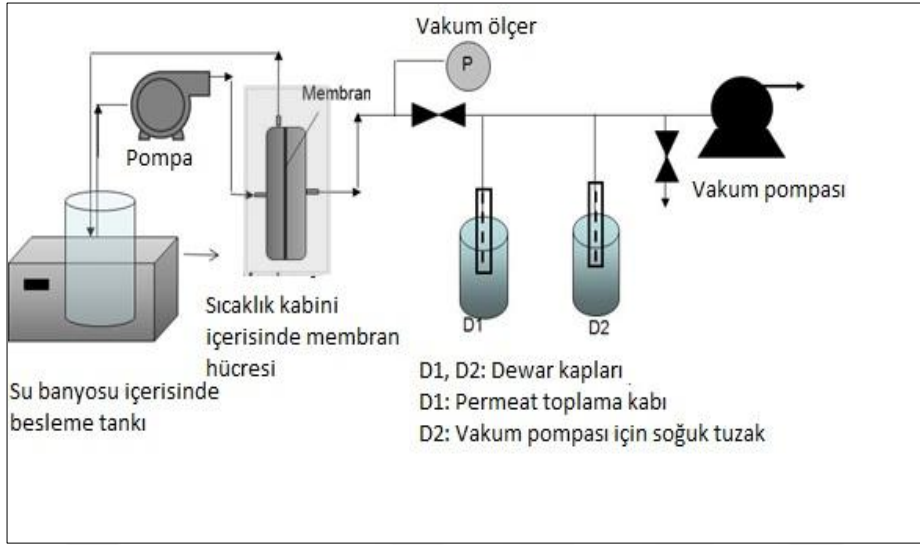 Vakum ölçer
P
Membran
Pompa
Vakum pompası
D1
D2
Sıcaklık kabini
içerisinde membran
hücresi
Su banyosu içerisinde
besleme tankı
D1, D2: Dewar kapları
D1: Permeat toplama kabı
D2: Vakum pompası için soğuk tuzak